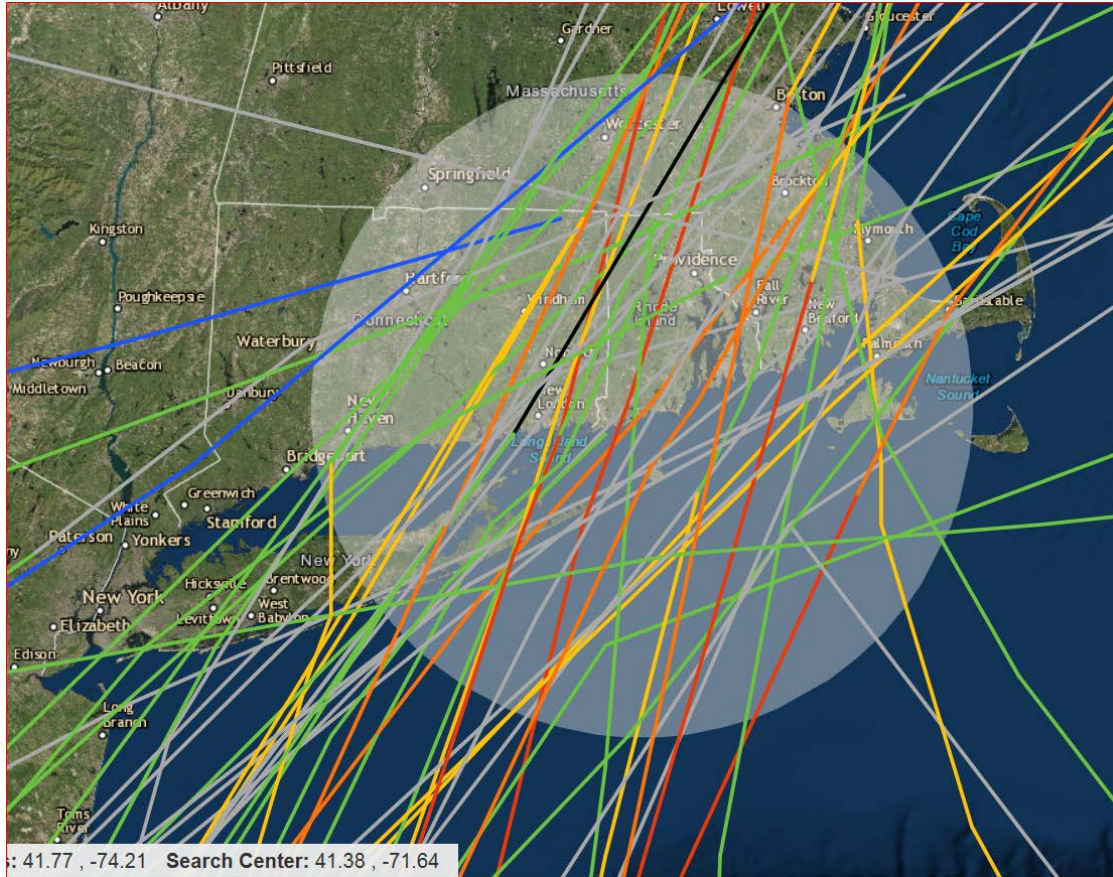 Albany
Lowell
Gloucester
Gardner
Pittsfield
Massachusetts
Boston
Worcester
Springfield
Brockton
Kingston
Cape
Cod
Bay
Plymouth
Providence
Hartford
Windham
Fall
River
Barnstable
Poughkeepsie
Rhode
Island
New
Bedford
Connecticut
Waterbury
Falmouth
Newburgh
Beacon
Middletown
Norwich
Danbury
Nantucket
Sound
New
Haven
New
London
Long Island
Sound
Bridgeport
Greenwich
White
Plains
Stamford
Paterson
Yonkers
New York
Hicksville
Brentwood
New York
Levittown
West
Babylon
Elizabeth
Edison
Long
Branch
Toms
River
: 41.77 , -74.21 Search Center: 41.38 , -71.64